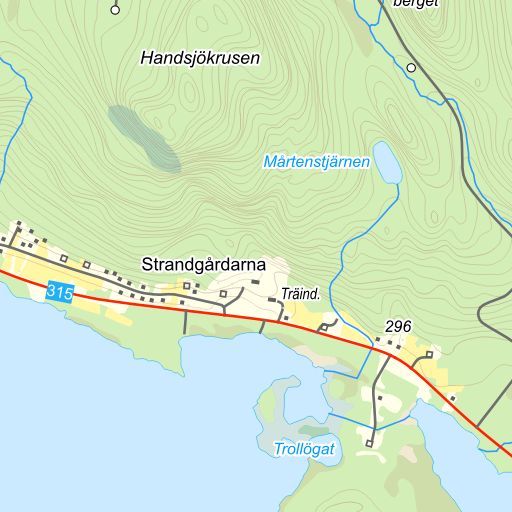 berget
Handsjökrusen
Mårtenstjärnen
Strandgårdarna
315
Träind.
296
Trollögat